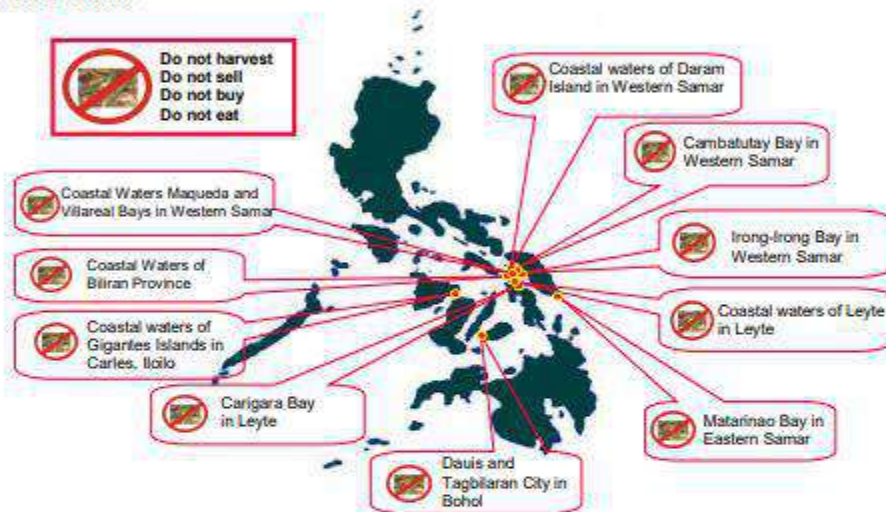 Do not harvest
Do not sell
Do not buy
Do not eat
Coastal waters of Daram
Island in Western Samar
Cambatutay Bay in
Western Samar
Coastal Waters Maqueda and
Villareal Bays in Western Samar
Irong-Irong Bay in
Western Samar
Coastal Waters of
Biliran Province
Coastal waters of Leyte
in Leyte
Coastal waters of
Gigantes Islands in
Carles, Iloilo
Carigara Bay
in Leyte
Matarinao Bay in
Eastern Samar
Dauis and
Tagbilaran City in
Bohol